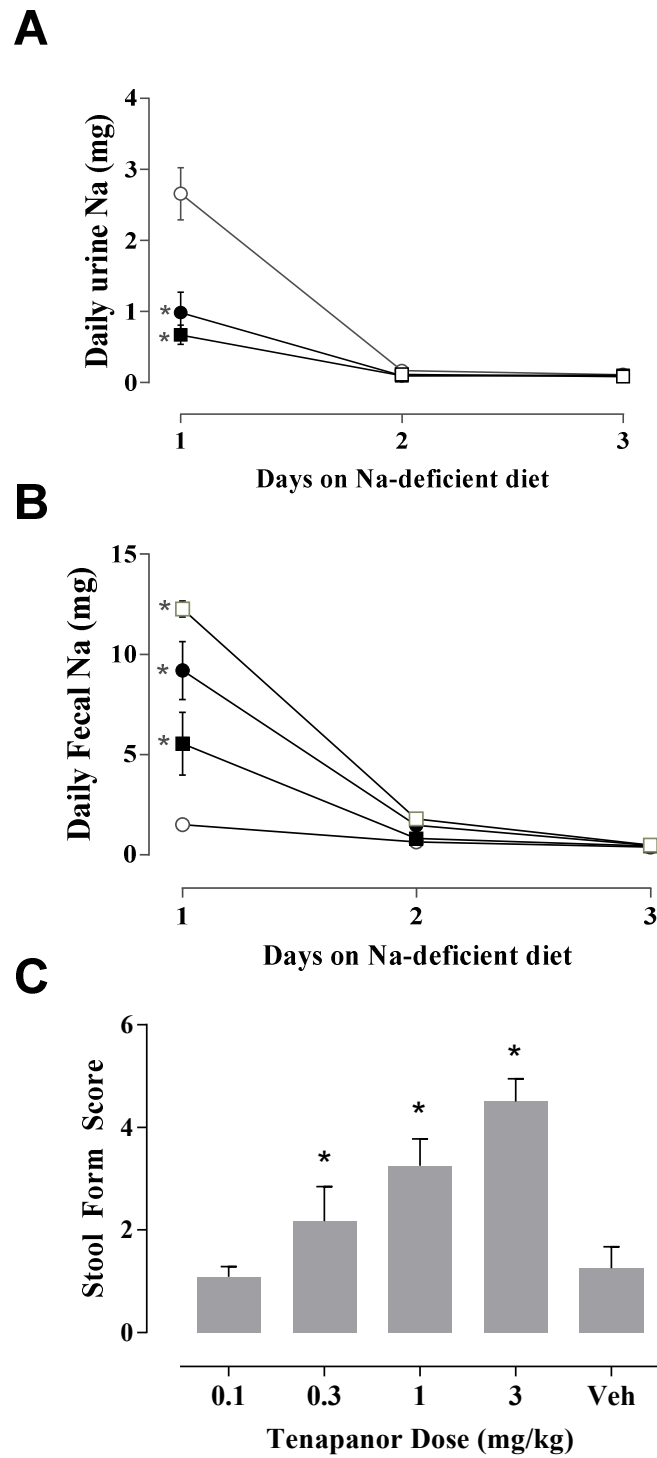 A
4
3
2
1
0
Daily urine Na (mg)
*
*
1 2 3
Days on Na-deficient diet
B
15
10
5
0
Daily Fecal Na (mg)
*
*
*
1 2 3
Days on Na-deficient diet
C
6
4
2
0
Stool Form Score
* * *
0.1 0.3 1 3 Veh
Tenapanor Dose (mg/kg)